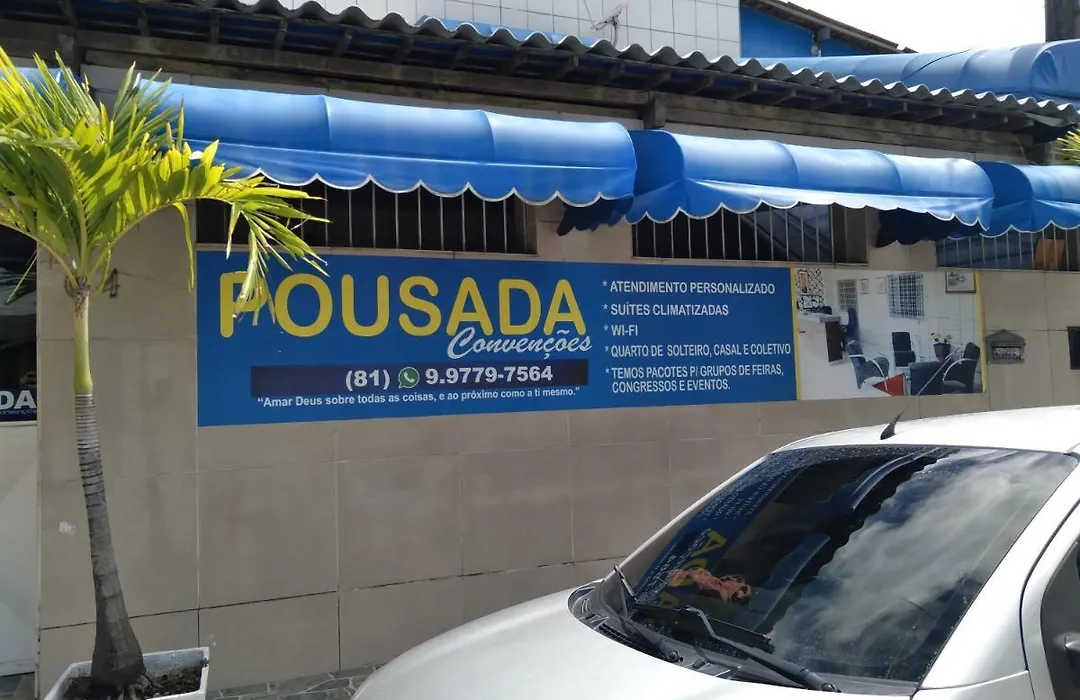 POUSADA
Convenções
(81) 9.9779-7564
"Amar Deus sobre todas as coisas, e ao próximo como a ti mesmo."
* ATENDIMENTO PERSONALIZADO
* SUÍTES CLIMATIZADAS
* WI-FI
* QUARTO DE SOLTEIRO, CASAL E COLETIVO
* TEMOS PACOTES P/ GRUPOS DE FEIRAS,
CONGRESSOS E EVENTOS.
4
DA